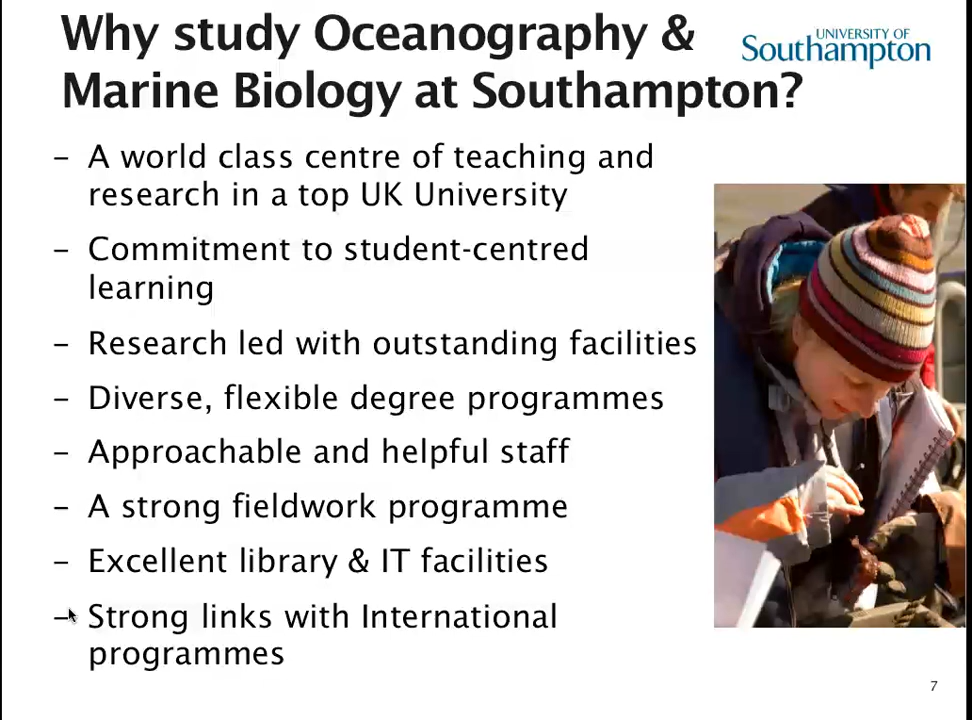 Why study Oceanography &
Marine Biology at Southampton?
UNIVERSITY OF
Southampton
– A world class centre of teaching and
research in a top UK University
– Commitment to student-centred
learning
– Research led with outstanding facilities
– Diverse, flexible degree programmes
– Approachable and helpful staff
– A strong fieldwork programme
– Excellent library & IT facilities
– Strong links with International
programmes
7